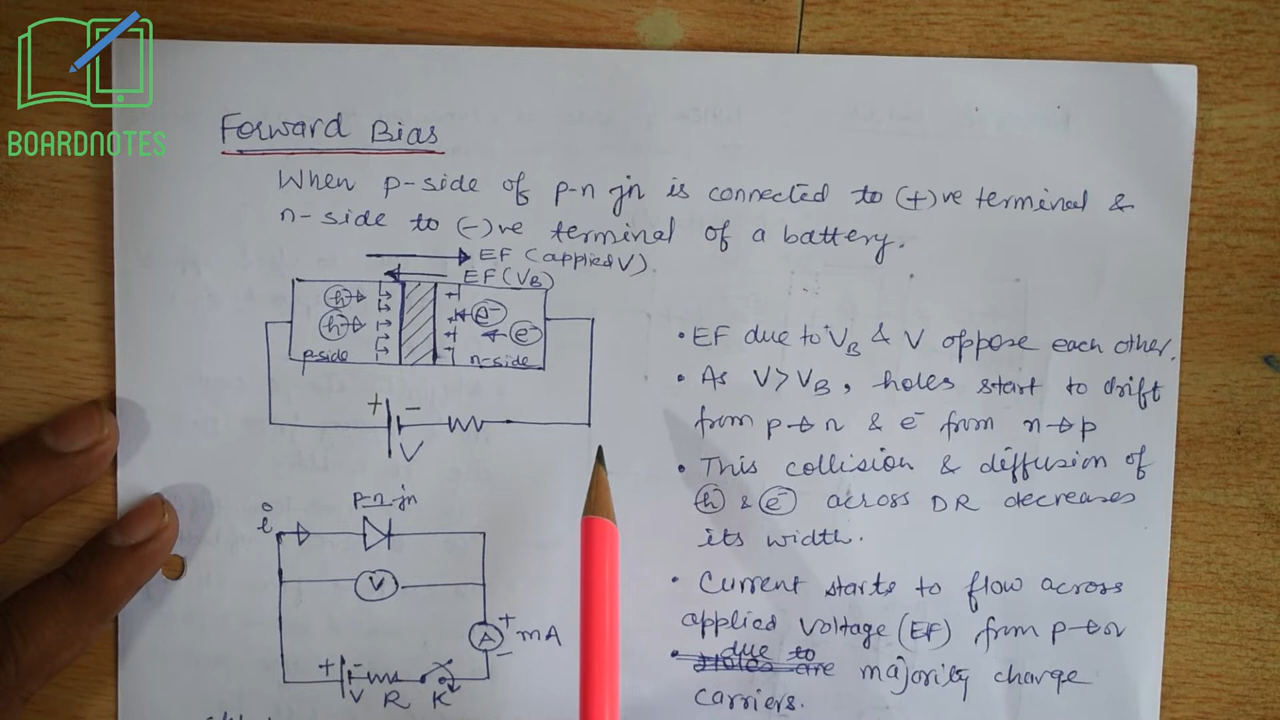 BOARDNOTES
Forward Bias
When p-side of p-n jn is connected to (+)ve terminal &
n-side to (-)ve terminal of a battery.
EF (applied V)
EF (VB)
h
h
e-
e-
p-side
n-side
+ -
V
• EF due to VB & V oppose each other.
• As V > VB, holes start to drift
from p→n & e- from n→p
• This collision & diffusion of
h & e- across DR decreases
its width.
• Current starts to flow across
applied voltage (EF) from p→n
due to
• Holes are majority charge
carriers.
p-n-jn
i
V
A + mA
-
+ -
V R K